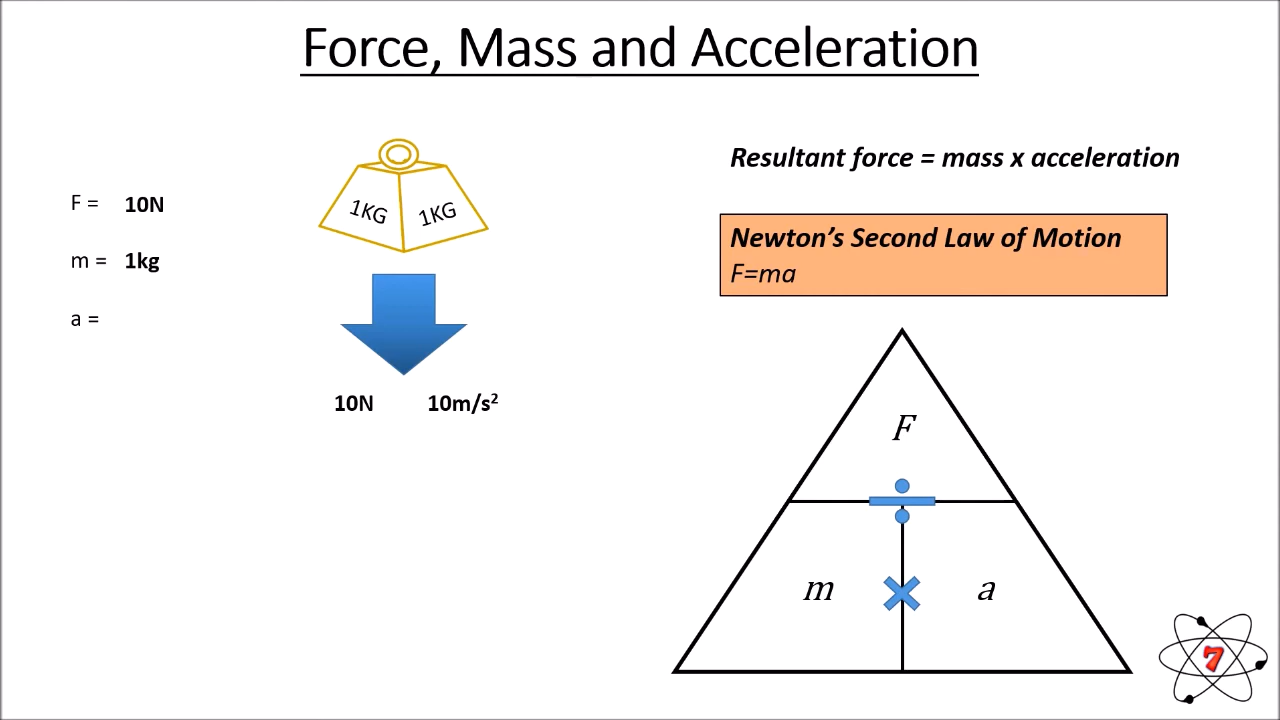 Force, Mass and Acceleration
F = 10N
m = 1kg
a =
1KG 1KG
10N 10m/s²
Resultant force = mass x acceleration
Newton’s Second Law of Motion
F=ma
F
÷
m × a
7